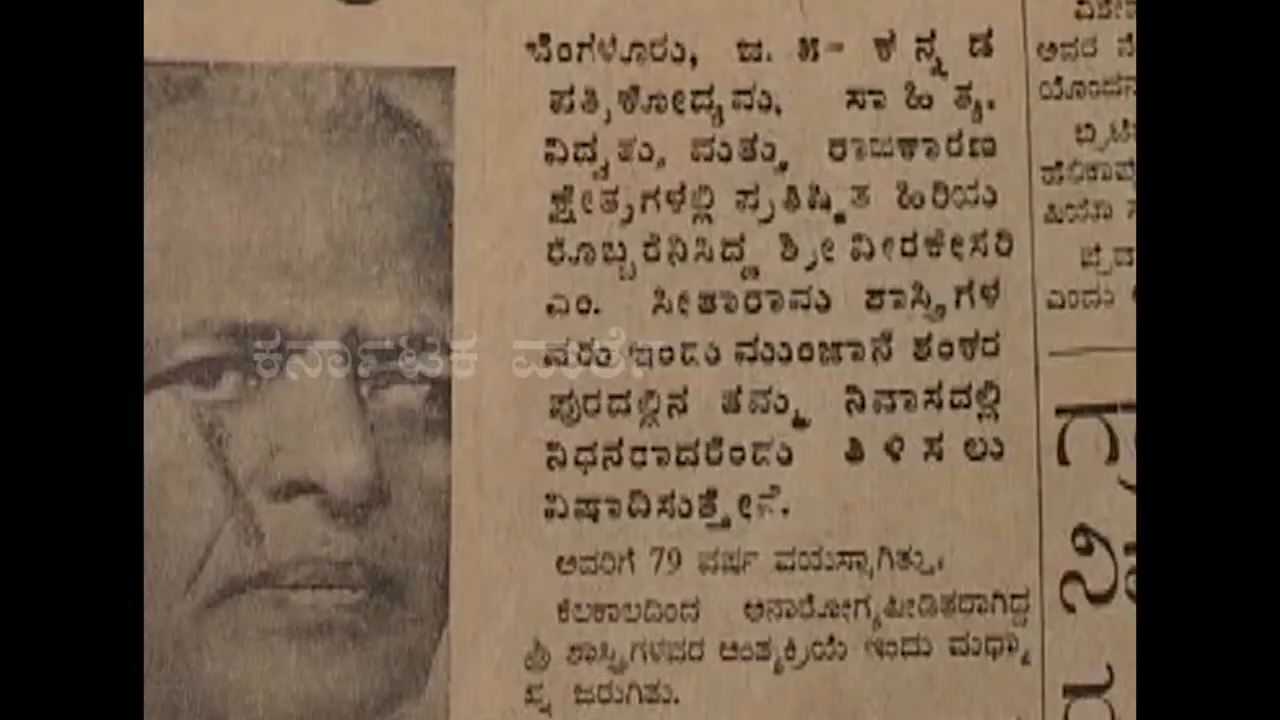 ಬೆಂಗಳೂರು, ಜ. ೫- ಕನ್ನಡ
ಪತ್ರಿಕೋದ್ಯಮ, ಸಾಹಿತ್ಯ,
ವಿದ್ವತ್ತು, ಮತ್ತು ರಾಜಕಾರಣ
ಕ್ಷೇತ್ರಗಳಲ್ಲಿ ಪ್ರತಿಷ್ಠಿತ ಹಿರಿಯ
ರೊಬ್ಬರೆನಿಸಿದ್ದ ಶ್ರೀ ವೀರಕೇಸರಿ
ಎಂ. ಸೀತಾರಾಮ ಶಾಸ್ತ್ರಿಗಳ
ವರು ಇಂದು ಮುಂಜಾನೆ ಶಂಕರ
ಪುರದಲ್ಲಿನ ತಮ್ಮ ನಿವಾಸದಲ್ಲಿ
ನಿಧನರಾದರೆಂದು ತಿಳಿಸಲು
ವಿಷಾದಿಸುತ್ತೇನೆ.
ಅವರಿಗೆ 79 ವರ್ಷ ವಯಸ್ಸಾಗಿತ್ತು.
ಕೆಲಕಾಲದಿಂದ ಅನಾರೋಗ್ಯಪೀಡಿತರಾಗಿದ್ದ
ಶ್ರೀ ಶಾಸ್ತ್ರಿಗಳವರ ಅಂತ್ಯಕ್ರಿಯೆ ಇಂದು ಮಧ್ಯಾ
ಹ್ನ ಜರುಗಿತು.
ಕರ್ನಾಟಕ
ಅವರ
ಎಂದು